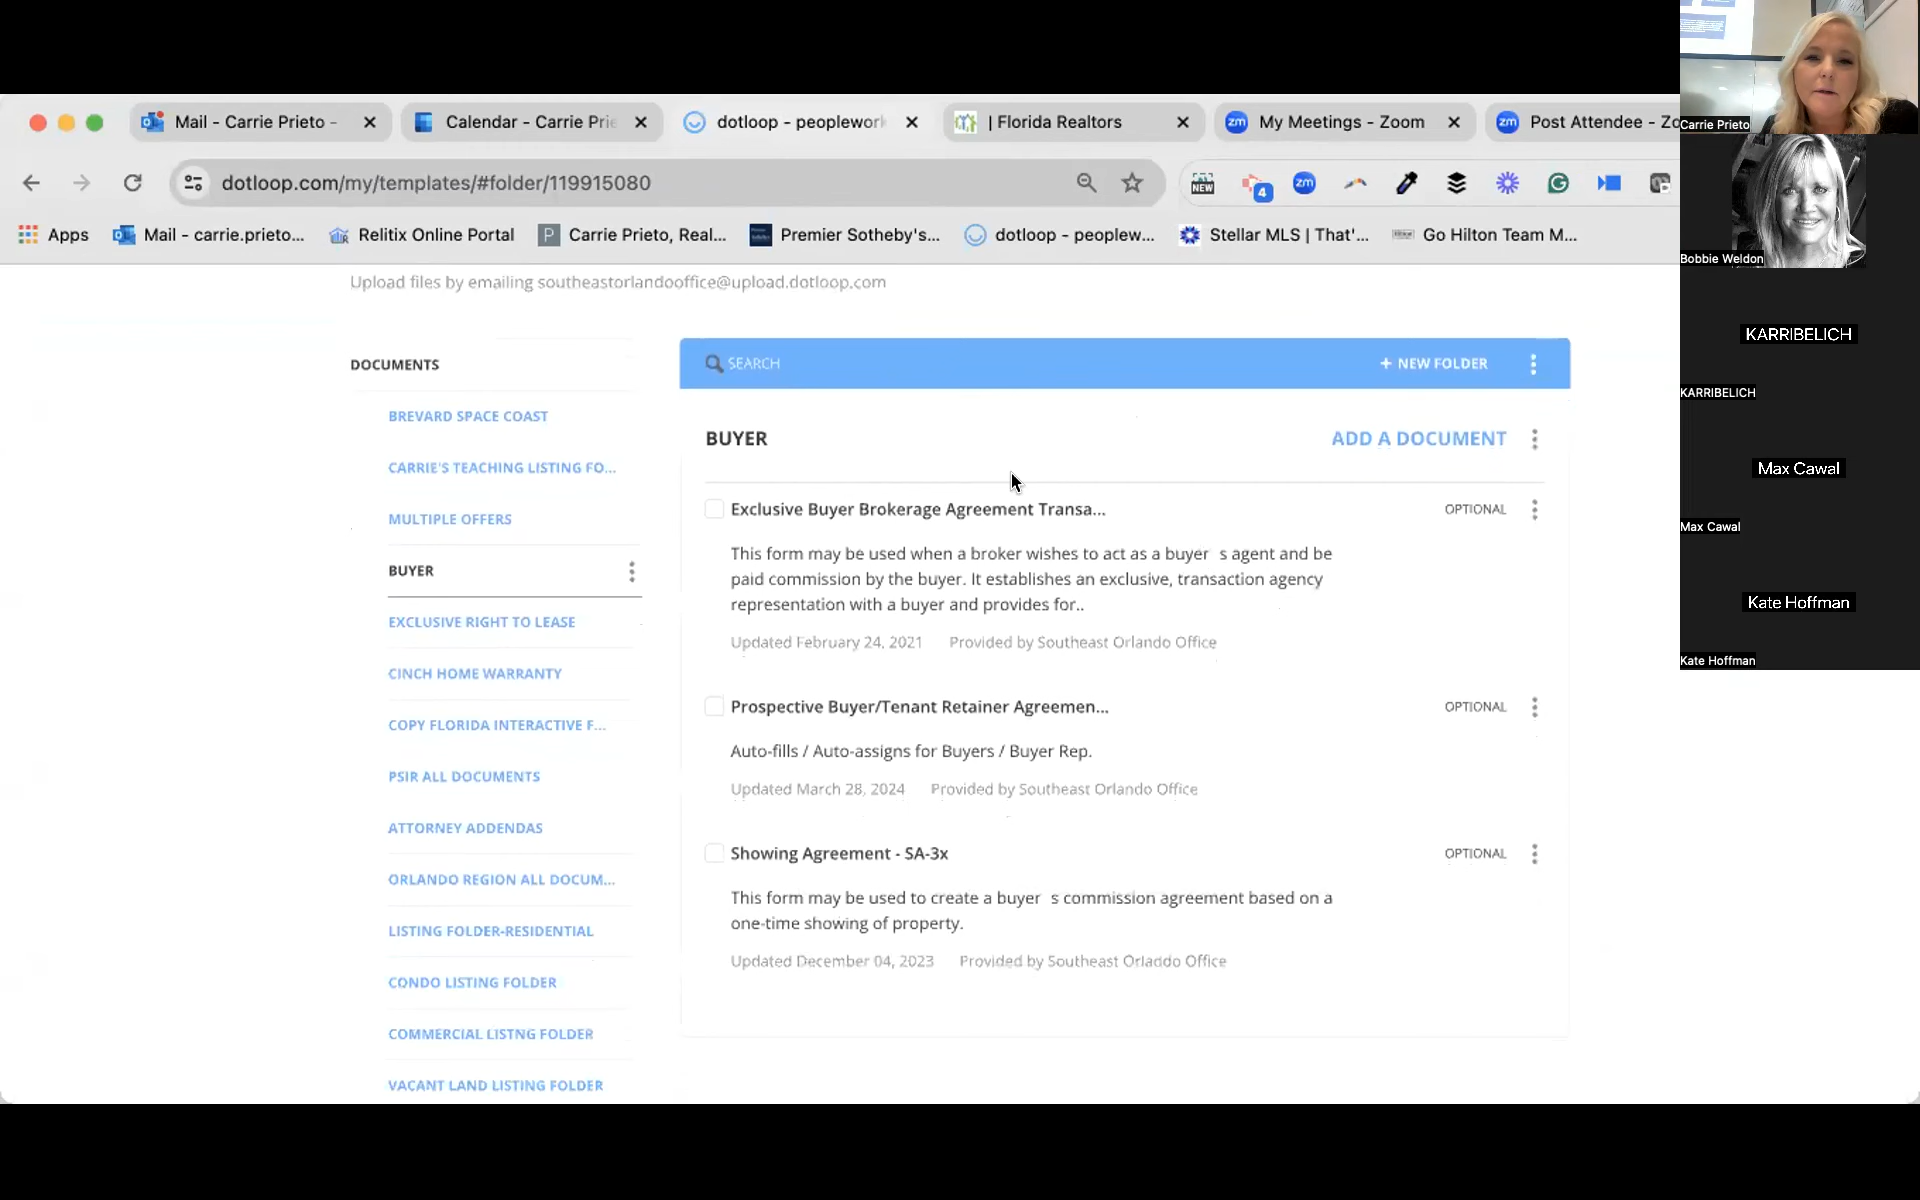 Mail - Carrie Prieto -
Calendar - Carrie Prie
dotloop - peoplework
| Florida Realtors
My Meetings - Zoom
Post Attendee - Zo
dotloop.com/my/templates/#folder/119915080
NEW
4
zm
Apps
Mail - carrie.prieto...
Relitix Online Portal
Carrie Prieto, Real...
Premier Sotheby's...
dotloop - peoplew...
Stellar MLS | That'...
Go Hilton Team M...
Upload files by emailing southeastorlandooffice@upload.dotloop.com
DOCUMENTS
BREVARD SPACE COAST
CARRIE'S TEACHING LISTING FO...
MULTIPLE OFFERS
BUYER
EXCLUSIVE RIGHT TO LEASE
CINCH HOME WARRANTY
COPY FLORIDA INTERACTIVE F...
PSIR ALL DOCUMENTS
ATTORNEY ADDENDAS
ORLANDO REGION ALL DOCUM...
LISTING FOLDER-RESIDENTIAL
CONDO LISTING FOLDER
COMMERCIAL LISTNG FOLDER
VACANT LAND LISTING FOLDER
SEARCH
+ NEW FOLDER
BUYER
ADD A DOCUMENT
Exclusive Buyer Brokerage Agreement Transa...
OPTIONAL
This form may be used when a broker wishes to act as a buyer s agent and be
paid commission by the buyer. It establishes an exclusive, transaction agency
representation with a buyer and provides for..
Updated February 24, 2021 Provided by Southeast Orlando Office
Prospective Buyer/Tenant Retainer Agreemen...
OPTIONAL
Auto-fills / Auto-assigns for Buyers / Buyer Rep.
Updated March 28, 2024 Provided by Southeast Orlando Office
Showing Agreement - SA-3x
OPTIONAL
This form may be used to create a buyer s commission agreement based on a
one-time showing of property.
Updated December 04, 2023 Provided by Southeast Orlando Office
Carrie Prieto
Bobbie Weldon
KARRIBELICH
KARRIBELICH
Max Cawal
Max Cawal
Kate Hoffman
Kate Hoffman